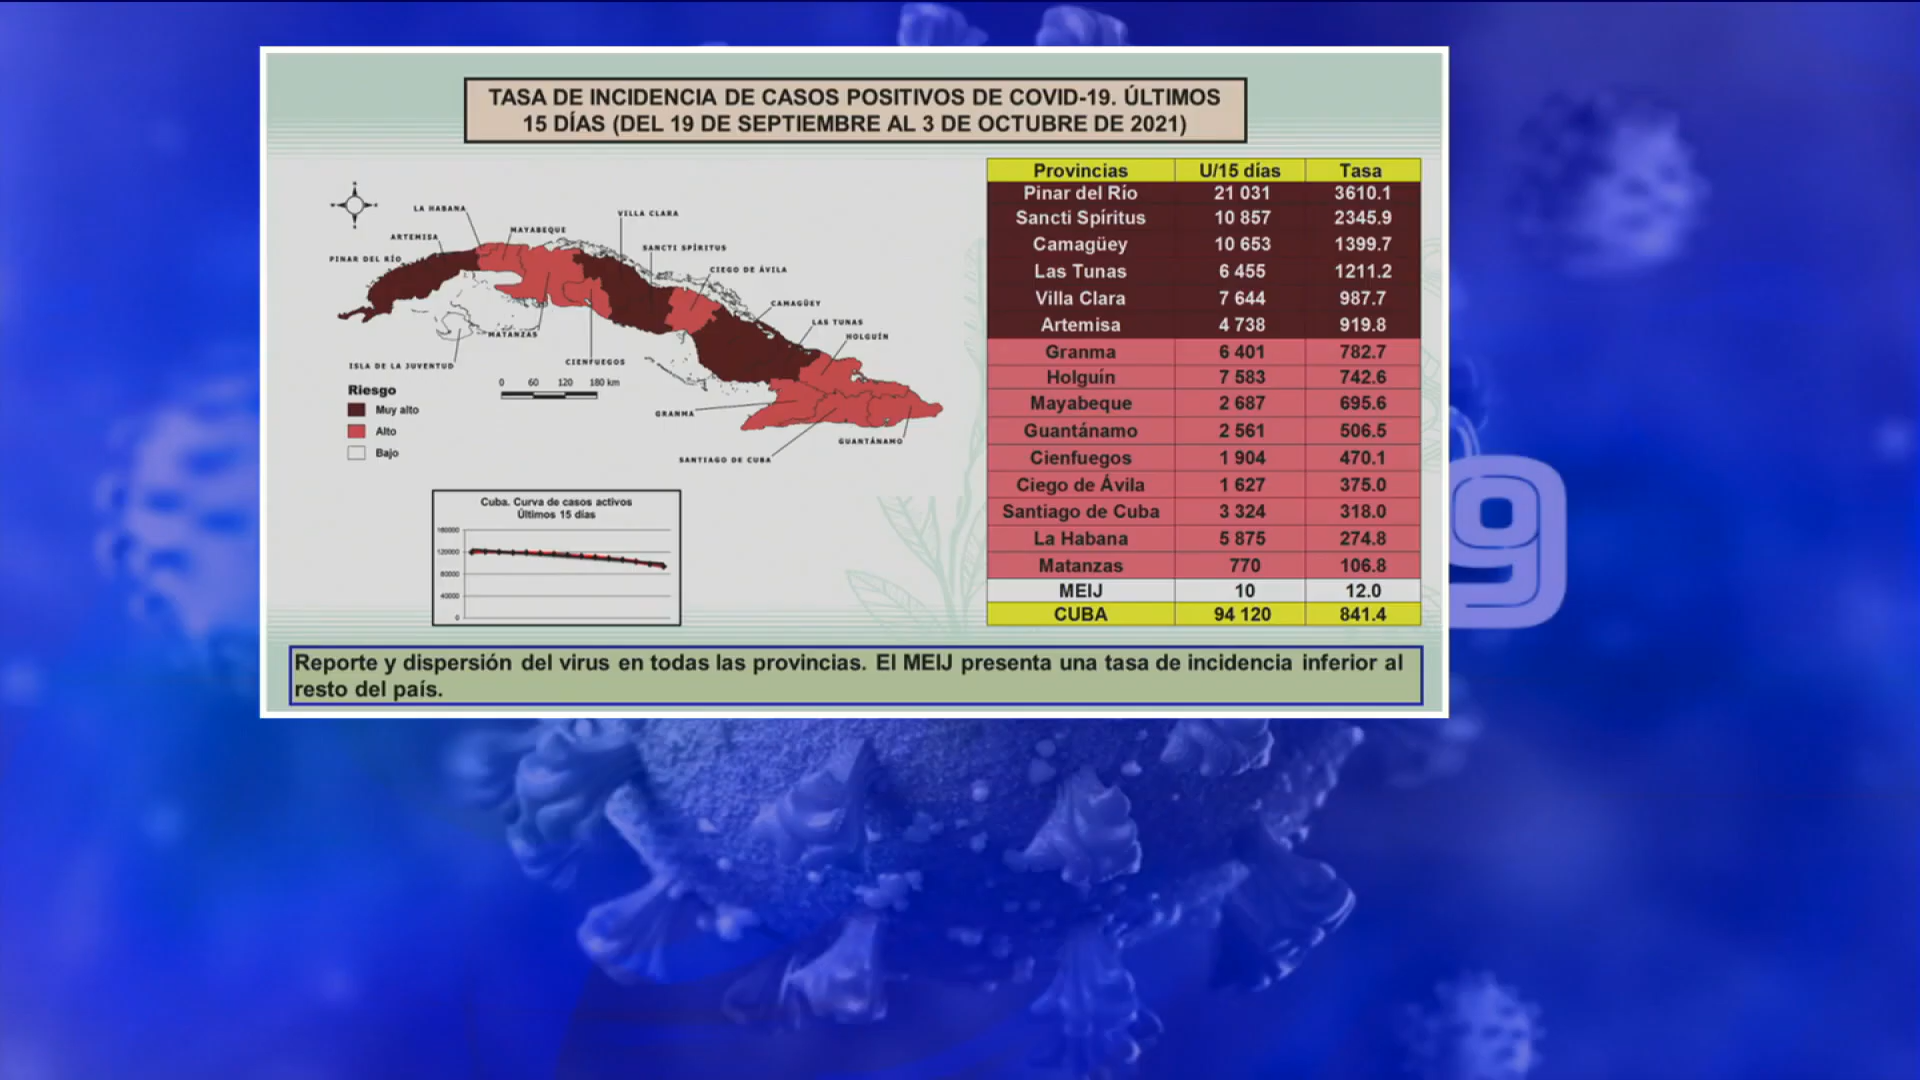 TASA DE INCIDENCIA DE CASOS POSITIVOS DE COVID-19. ÚLTIMOS
15 DÍAS (DEL 19 DE SEPTIEMBRE AL 3 DE OCTUBRE DE 2021)
LA HABANA
VILLA CLARA
MAYABEQUE
ARTEMISA
SANCTI SPÍRITUS
PINAR DEL RÍO
CIEGO DE ÁVILA
CAMAGÜEY
LAS TUNAS
MATANZAS
HOLGUÍN
CIENFUEGOS
ISLA DE LA JUVENTUD
0 60 120 180 km
GRANMA
GUANTÁNAMO
SANTIAGO DE CUBA
Riesgo
Muy alto
Alto
Bajo
Cuba. Curva de casos activos
Últimos 15 días
160000
120000
80000
40000
0
Provincias U/15 días Tasa
Pinar del Río 21 031 3610.1
Sancti Spíritus 10 857 2345.9
Camagüey 10 653 1399.7
Las Tunas 6 455 1211.2
Villa Clara 7 644 987.7
Artemisa 4 738 919.8
Granma 6 401 782.7
Holguín 7 583 742.6
Mayabeque 2 687 695.6
Guantánamo 2 561 506.5
Cienfuegos 1 904 470.1
Ciego de Ávila 1 627 375.0
Santiago de Cuba 3 324 318.0
La Habana 5 875 274.8
Matanzas 770 106.8
MEIJ 10 12.0
CUBA 94 120 841.4
Reporte y dispersión del virus en todas las provincias. El MEIJ presenta una tasa de incidencia inferior al
resto del país.
9